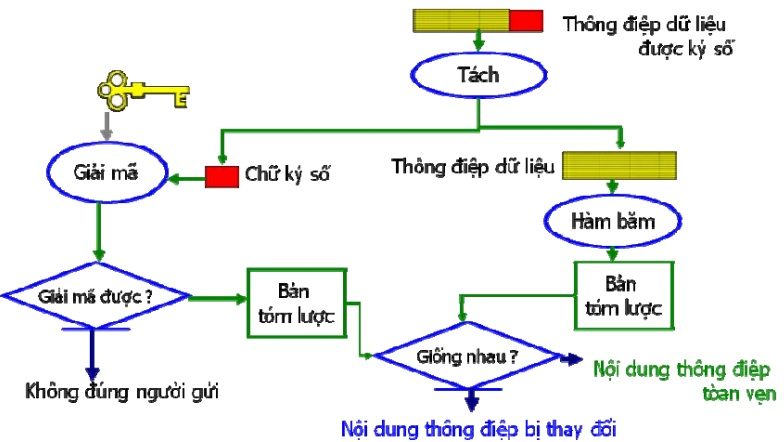 Thông điệp dữ liệu
được ký số
Tách
Giải mã
Chữ ký số
Thông điệp dữ liệu
Hàm băm
Giải mã được ?
Bản
tóm lược
Bản
tóm lược
Giống nhau ?
Không đúng người gửi
Nội dung thông điệp
tòan vẹn
Nội dung thông điệp bị thay đổi